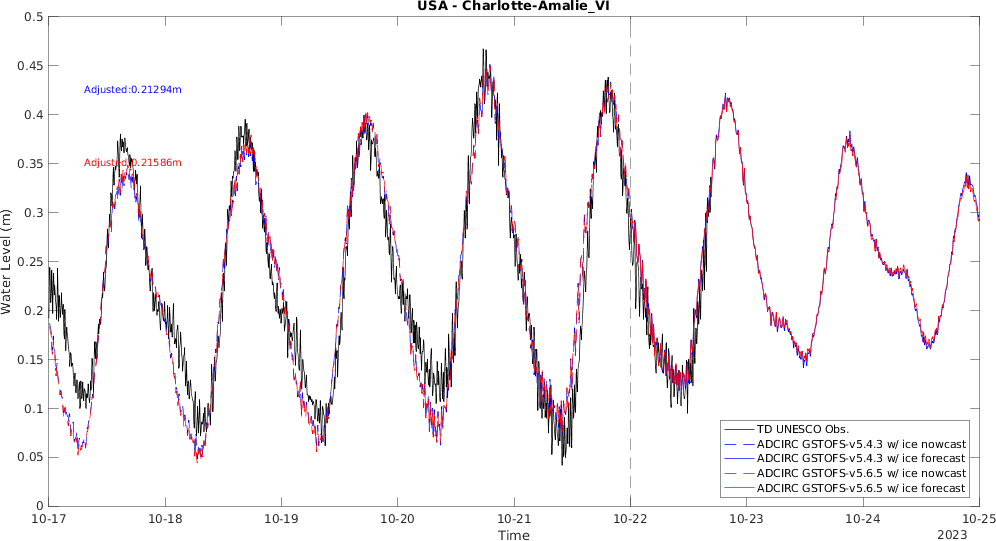 USA - Charlotte-Amalie_VI
0.5
0.45
0.4
0.35
0.3
0.25
0.2
0.15
0.1
0.05
0
Water Level (m)
Adjusted:0.21294m
Adjusted:0.21586m
TD UNESCO Obs.
ADCIRC GSTOFS-v5.4.3 w/ ice nowcast
ADCIRC GSTOFS-v5.4.3 w/ ice forecast
ADCIRC GSTOFS-v5.6.5 w/ ice nowcast
ADCIRC GSTOFS-v5.6.5 w/ ice forecast
10-17 10-18 10-19 10-20 10-21 10-22 10-23 10-24 10-25
Time
2023